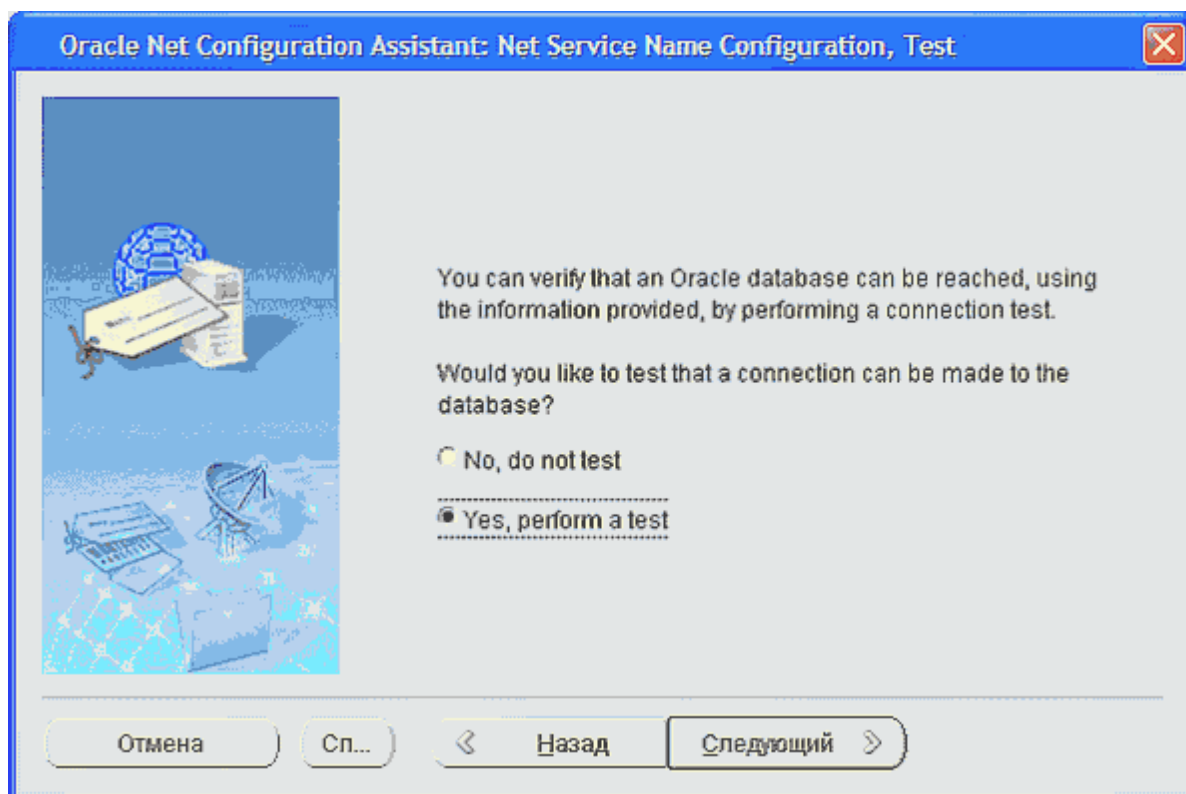 Oracle Net Configuration Assistant: Net Service Name Configuration, Test
You can verify that an Oracle database can be reached, using
the information provided, by performing a connection test.
Would you like to test that a connection can be made to the
database?
No, do not test
Yes, perform a test
Отмена
Сп...
Назад
Следующий